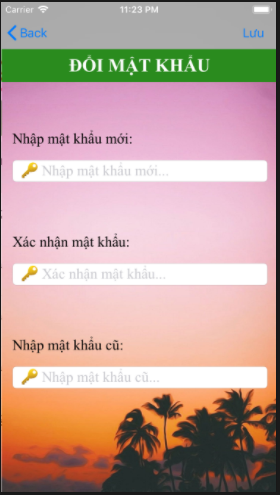 Carrier 11:23 PM
Back Lưu
ĐỔI MẬT KHẨU
Nhập mật khẩu mới:
Nhập mật khẩu mới...
Xác nhận mật khẩu:
Xác nhận mật khẩu...
Nhập mật khẩu cũ:
Nhập mật khẩu cũ...